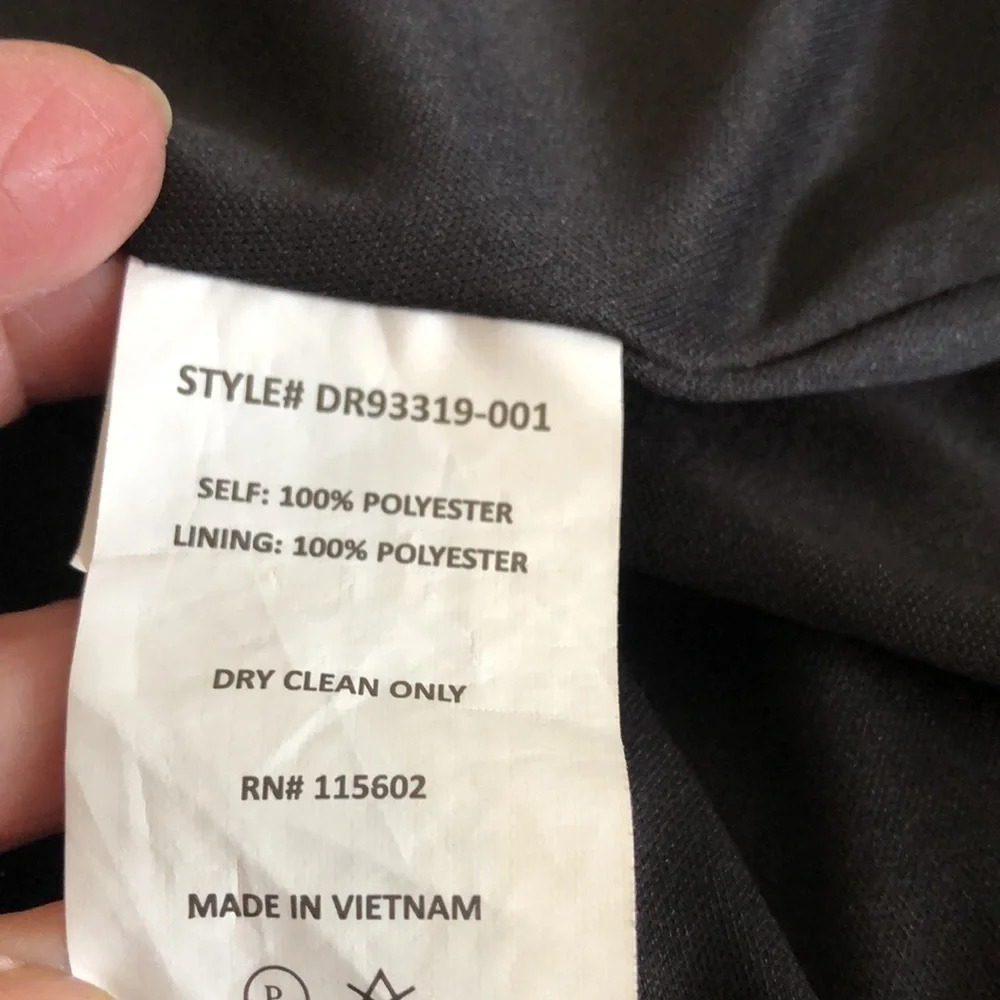 STYLE# DR93319-001
SELF: 100% POLYESTER
LINING: 100% POLYESTER
DRY CLEAN ONLY
RN# 115602
MADE IN VIETNAM
P